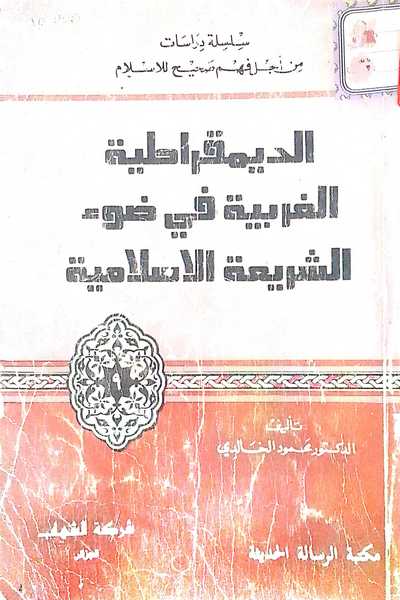 سلسلة دراسات
من أجل فهم صحيح للاسلام
الديمقراطية
الغربية في ضوء
الشريعة الاسلامية
٩
تأليف
الدكتور محمود الخالدي
شركة الشهاب
الجزائر
مكتبة الرسالة الحديثة